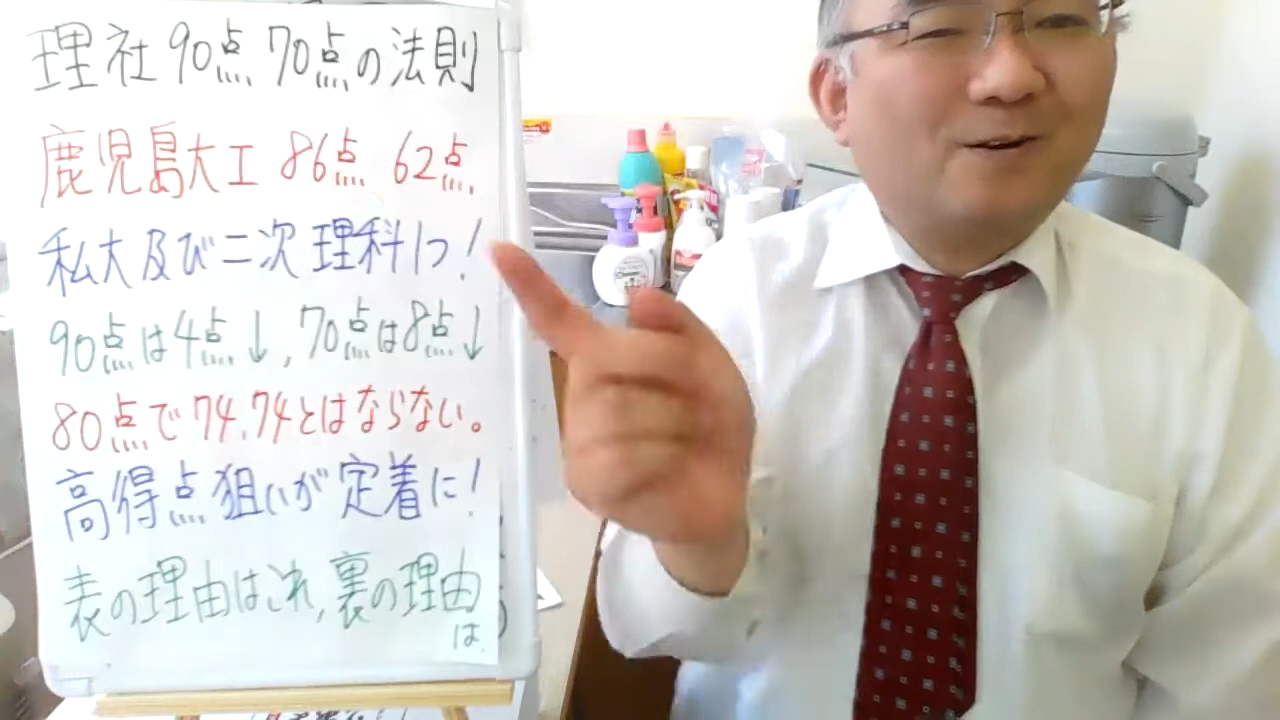 理社90点70点の法則
鹿児島大工 86点 62点
私大及び二次理科1つ!
90点は4点↓,70点は8点↓
80点で74.74とはならない。
高得点狙いが定着に!
表の理由はこれ,裏の理由
は